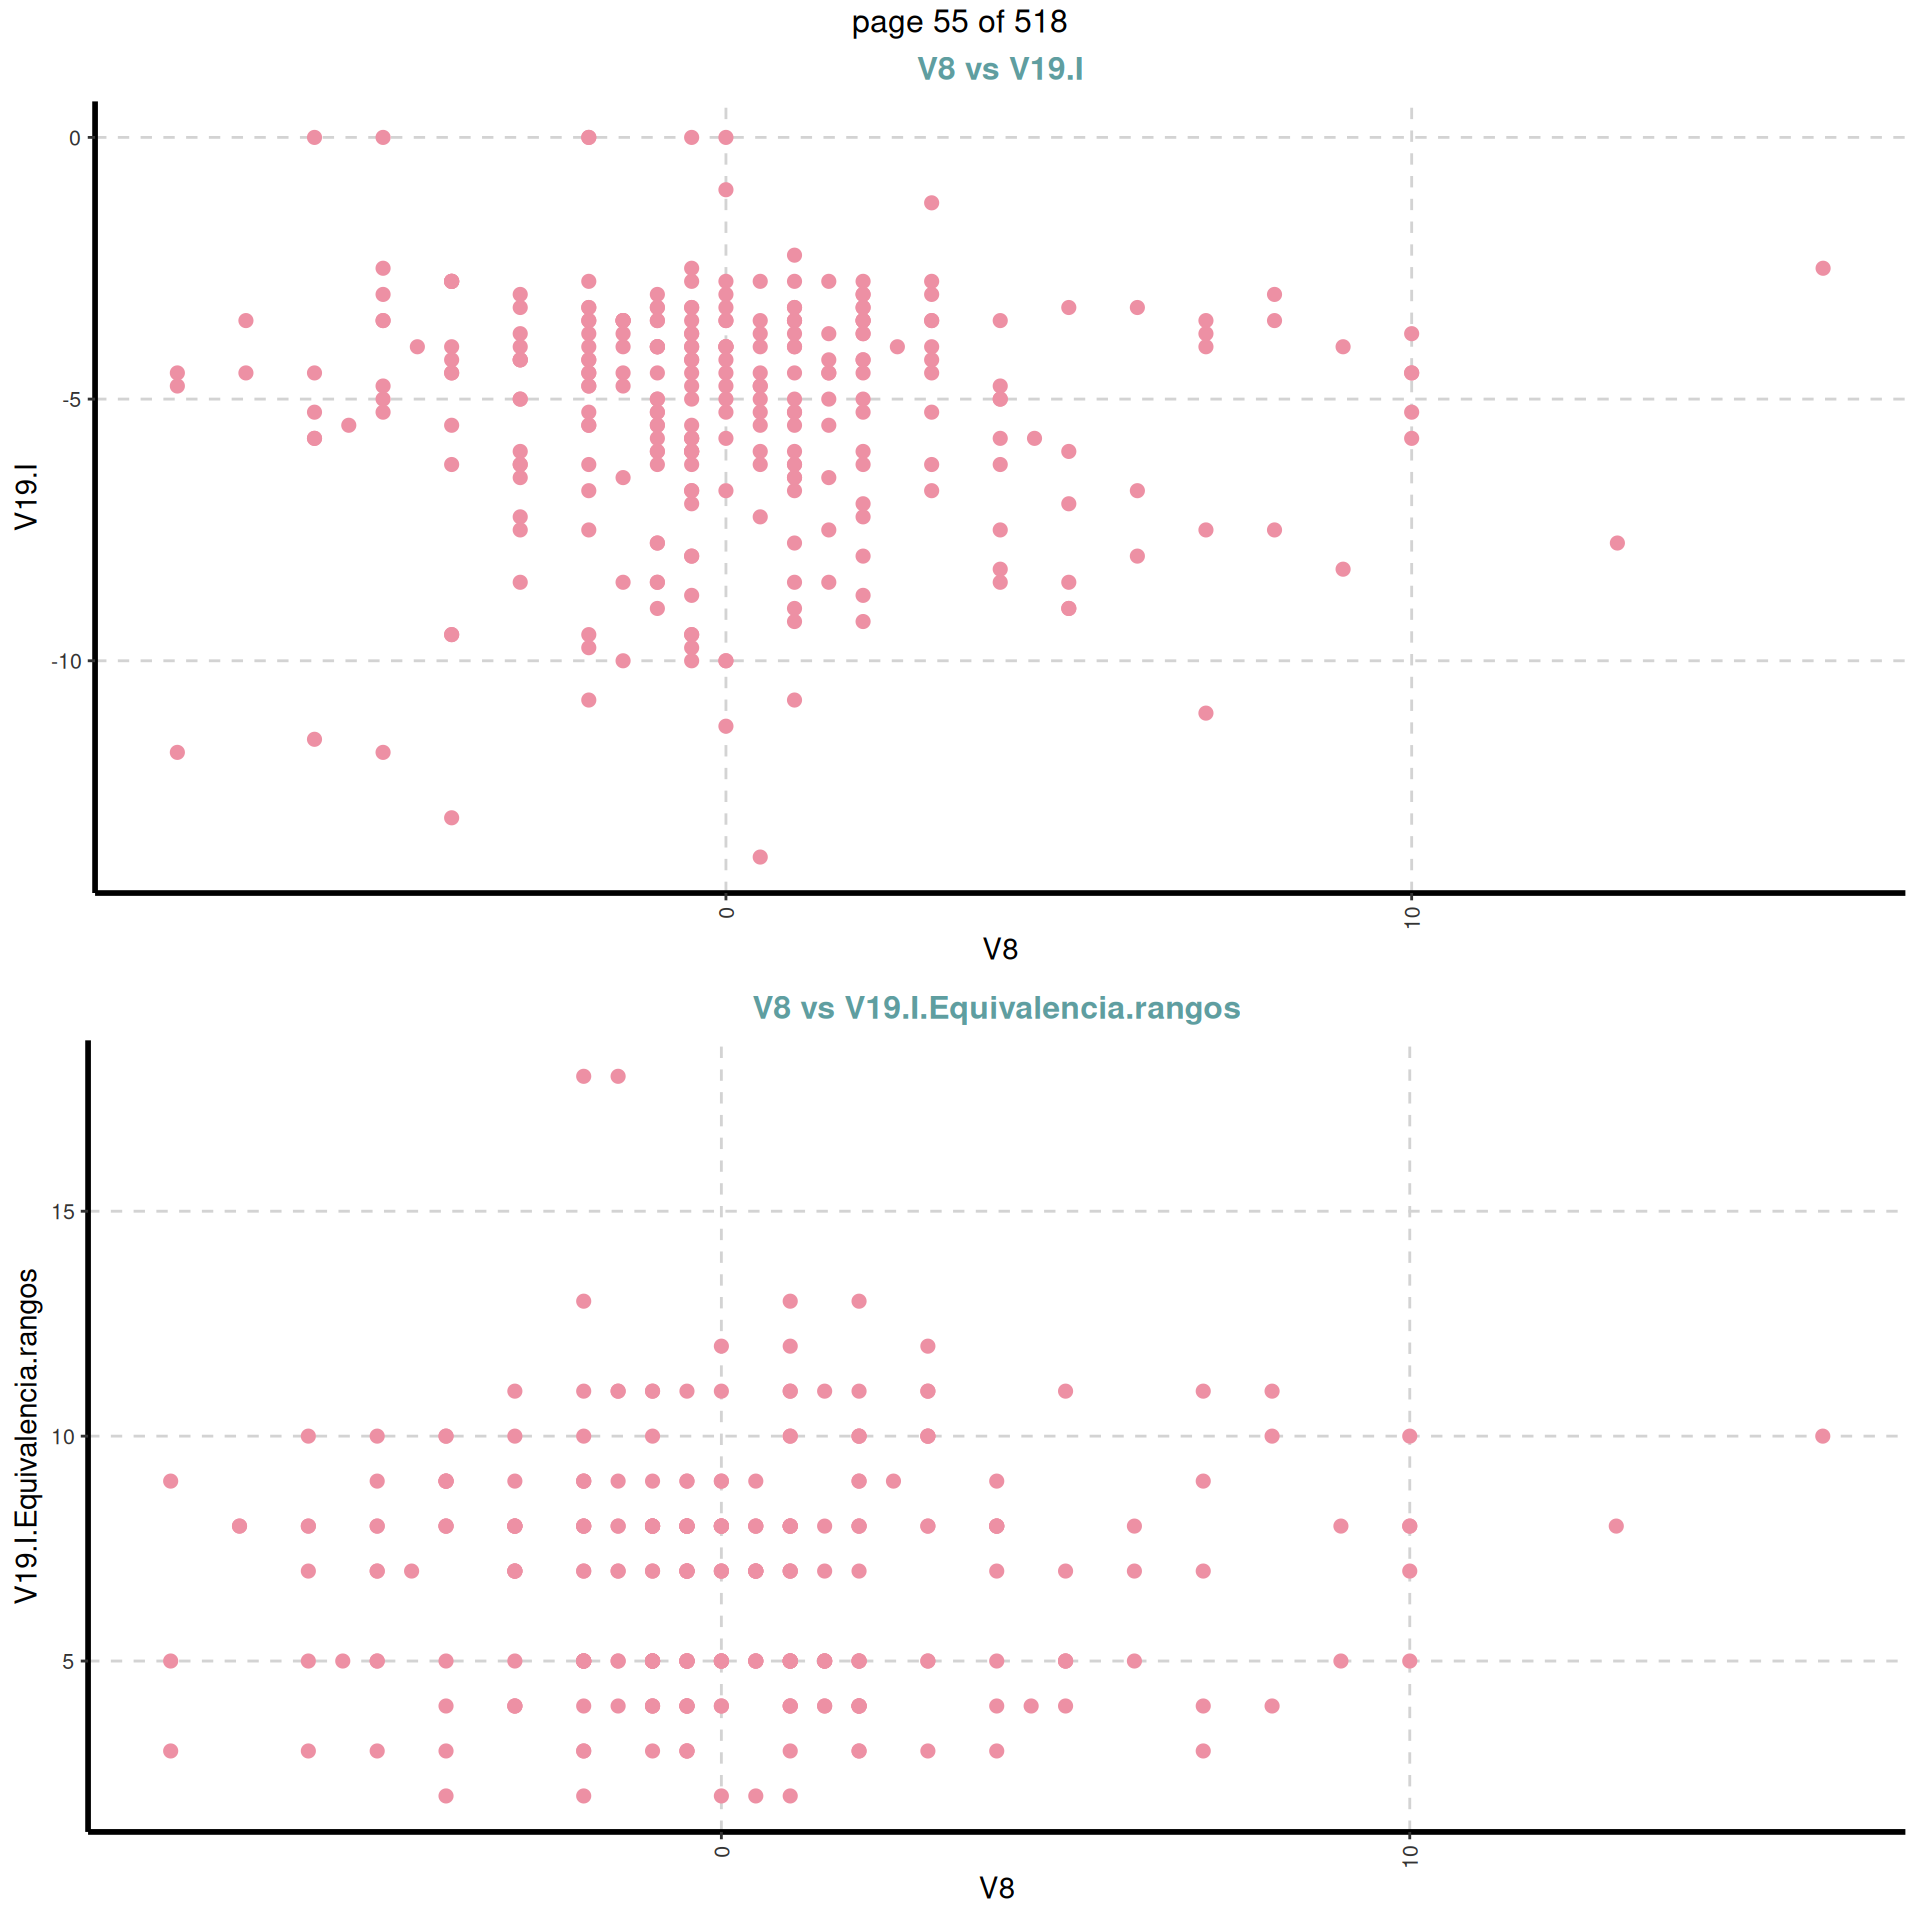 page 55 of 518
V8 vs V19.I
0
-5
-10
V19.I
0
10
V8
V8 vs V19.I.Equivalencia.rangos
15
10
5
V19.I.Equivalencia.rangos
0
10
V8